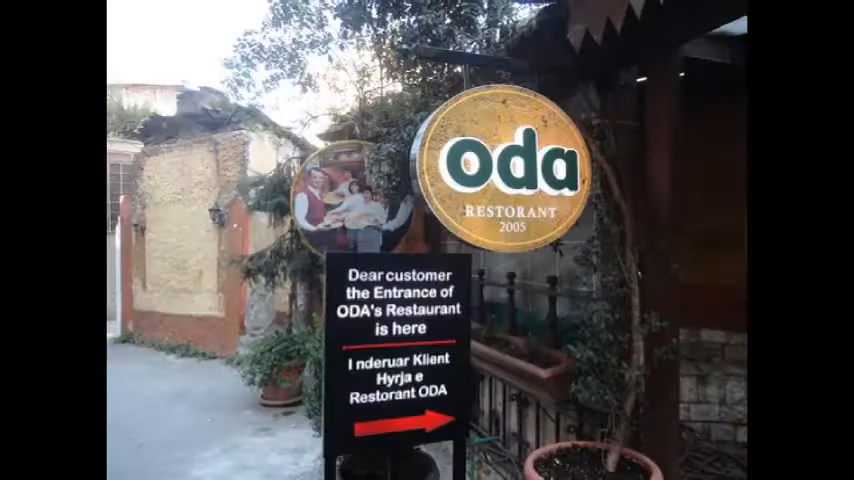 oda
RESTORANT
2005
Dear customer
the Entrance of
ODA's Restaurant
is here
I nderuar Klient
Hyrja e
Restorant ODA